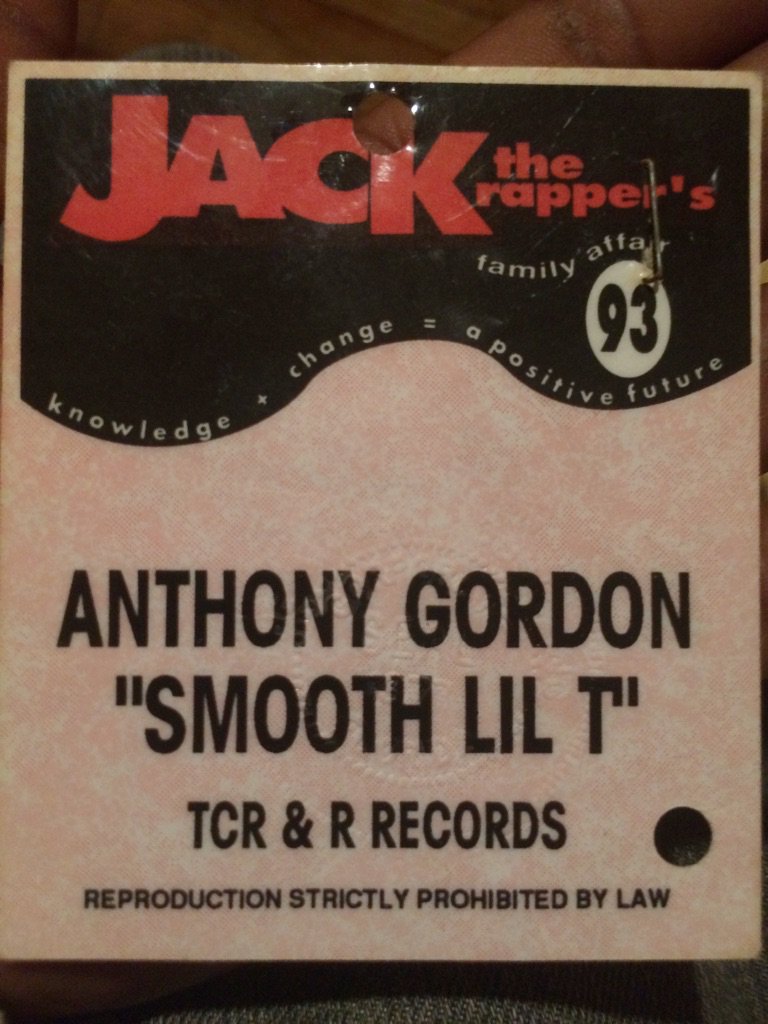 JACK the rapper's
family affair
93
knowledge + change = a positive future
ANTHONY GORDON
"SMOOTH LIL T"
TCR & R RECORDS
REPRODUCTION STRICTLY PROHIBITED BY LAW